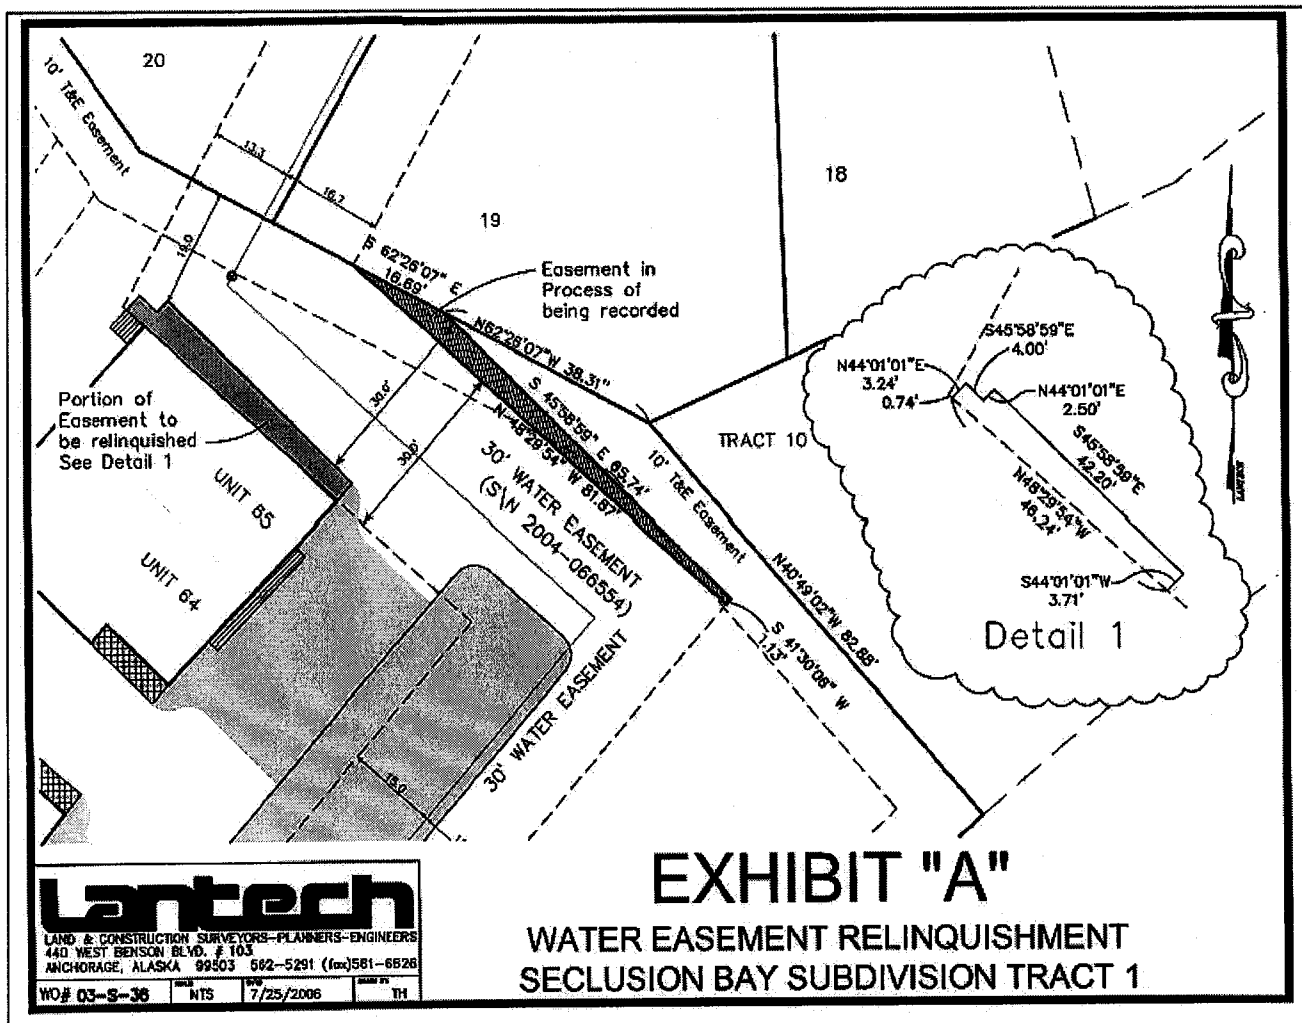 20
10' T&E Easement
13.3
16.7
19.0
19
18
S 62°26'07" E
16.69'
Easement in
Process of
being recorded
N62°26'07"W 38.31'
S 45°58'59" E 65.74'
N 48°29'54" W 81.87'
30.0'
30.0'
Portion of
Easement to
be relinquished
See Detail 1
UNIT 65
UNIT 64
30' WATER EASEMENT
(S\N 2004-066554)
30' WATER EASEMENT
15.0
TRACT 10
10' T&E Easement
N40°49'02"W 82.88'
S 41°30'06" W
1.13'
S45°58'59"E
4.00'
N44°01'01"E
3.24'
0.74'
N44°01'01"E
2.50'
S45°58'59"E
42.20'
N48°29'54"W
46.24'
S44°01'01"W
3.71'
Detail 1
LANTECH
Lantech
LAND & CONSTRUCTION SURVEYORS-PLANNERS-ENGINEERS
440 WEST BENSON BLVD. # 103
ANCHORAGE, ALASKA 99503 562-5291 (fax)561-6626
WO# 03-S-36
NTS
7/25/2006
TH
EXHIBIT "A"
WATER EASEMENT RELINQUISHMENT
SECLUSION BAY SUBDIVISION TRACT 1